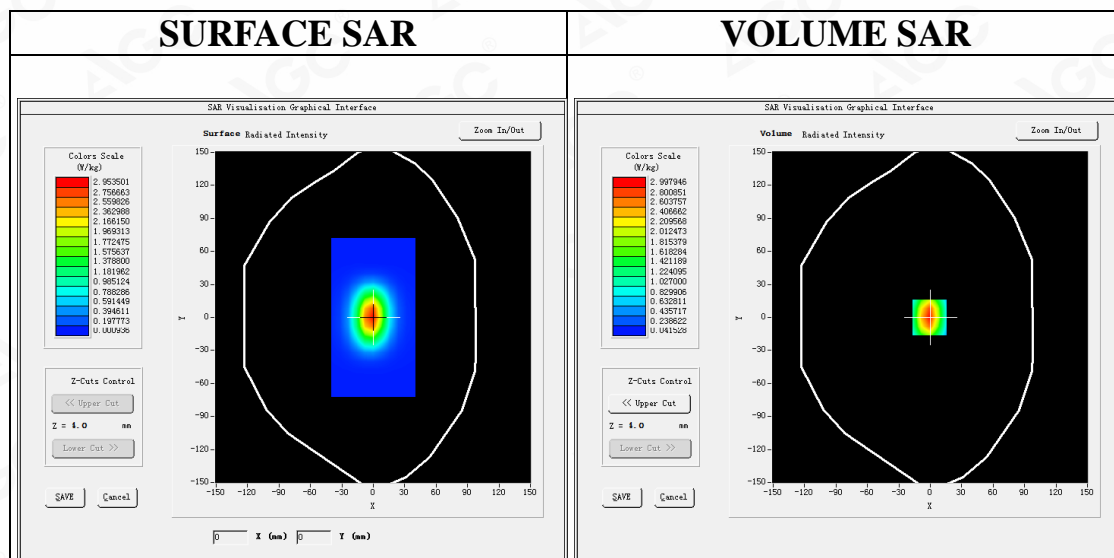 SURFACE SAR
VOLUME SAR
SAR Visualisation Graphical Interface
Surface Radiated Intensity
Zoom In/Out
Colors Scale
(W/kg)
2.953501
2.756663
2.559826
2.362988
2.166150
1.969313
1.772475
1.575637
1.378800
1.181962
0.985124
0.788286
0.591449
0.394611
0.197773
0.000936
Z-Cuts Control
<< Upper Cut
Z = 4.0 mm
Lower Cut >>
SAVE Cancel
150
120
90
60
30
0
-30
-60
-90
-120
-150
Y
-150 -120 -90 -60 -30 0 30 60 90 120 150
X
0 X (mm) 0 Y (mm)
SAR Visualisation Graphical Interface
Volume Radiated Intensity
Zoom In/Out
Colors Scale
(W/kg)
2.997946
2.800851
2.603757
2.406662
2.209568
2.012473
1.815379
1.618284
1.421189
1.224095
1.027000
0.829906
0.632811
0.435717
0.238622
0.041528
Z-Cuts Control
<< Upper Cut
Z = 4.0 mm
Lower Cut >>
SAVE Cancel
150
120
90
60
30
0
-30
-60
-90
-120
-150
Y
-150 -120 -90 -60 -30 0 30 60 90 120 150
X